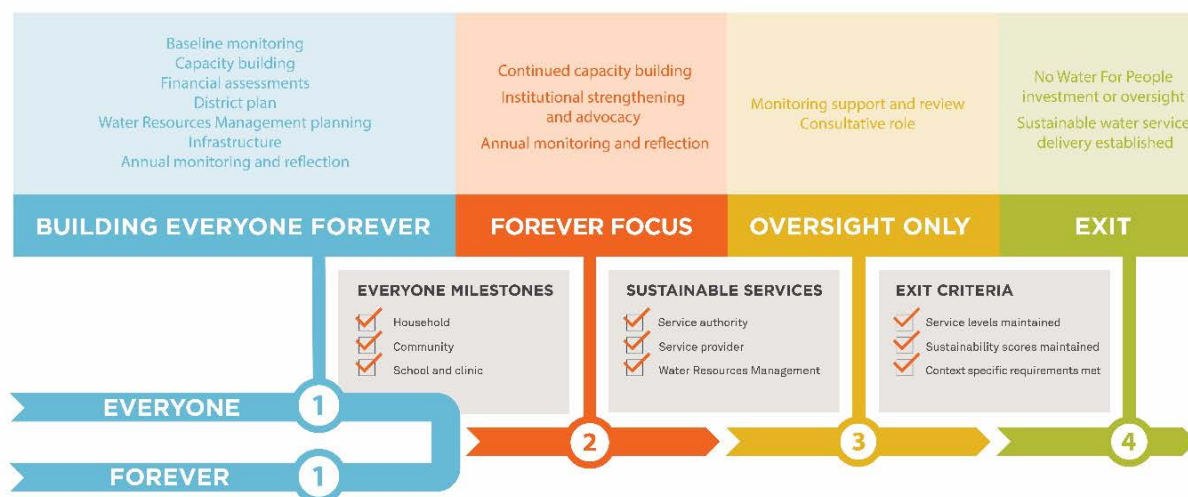 Baseline monitoring
Capacity building
Financial assessments
District plan
Water Resources Management planning
Infrastructure
Annual monitoring and reflection
Continued capacity building
Institutional strengthening
and advocacy
Annual monitoring and reflection
Monitoring support and review
Consultative role
No Water For People
investment or oversight
Sustainable water service
delivery established
BUILDING EVERYONE FOREVER
FOREVER FOCUS
OVERSIGHT ONLY
EXIT
EVERYONE MILESTONES
Household
Community
School and clinic
SUSTAINABLE SERVICES
Service authority
Service provider
Water Resources Management
EXIT CRITERIA
Service levels maintained
Sustainability scores maintained
Context specific requirements met
EVERYONE 1
FOREVER 1
2
3
4